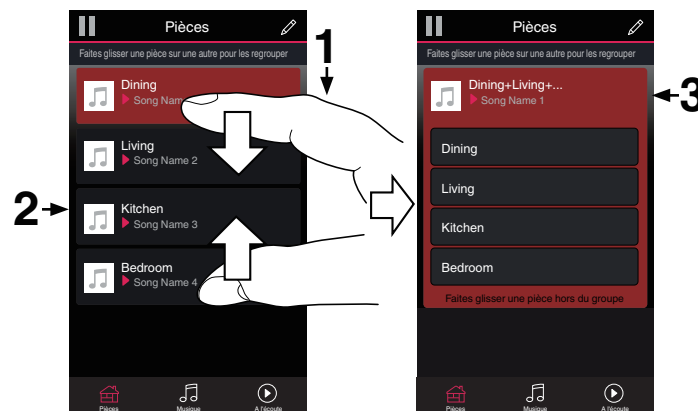 Pièces
Faites glisser une pièce sur une autre pour les regrouper
1
Dining
Song Nam
Living
Song Name 2
2
Kitchen
Song Name 3
Bedroom
Song Name 4
Pièces
Musique
A l'écoute
Pièces
Faites glisser une pièce sur une autre pour les regrouper
Dining+Living+...
Song Name 1
3
Dining
Living
Kitchen
Bedroom
Faites glisser une pièce hors du groupe
Pièces
Musique
A l'écoute